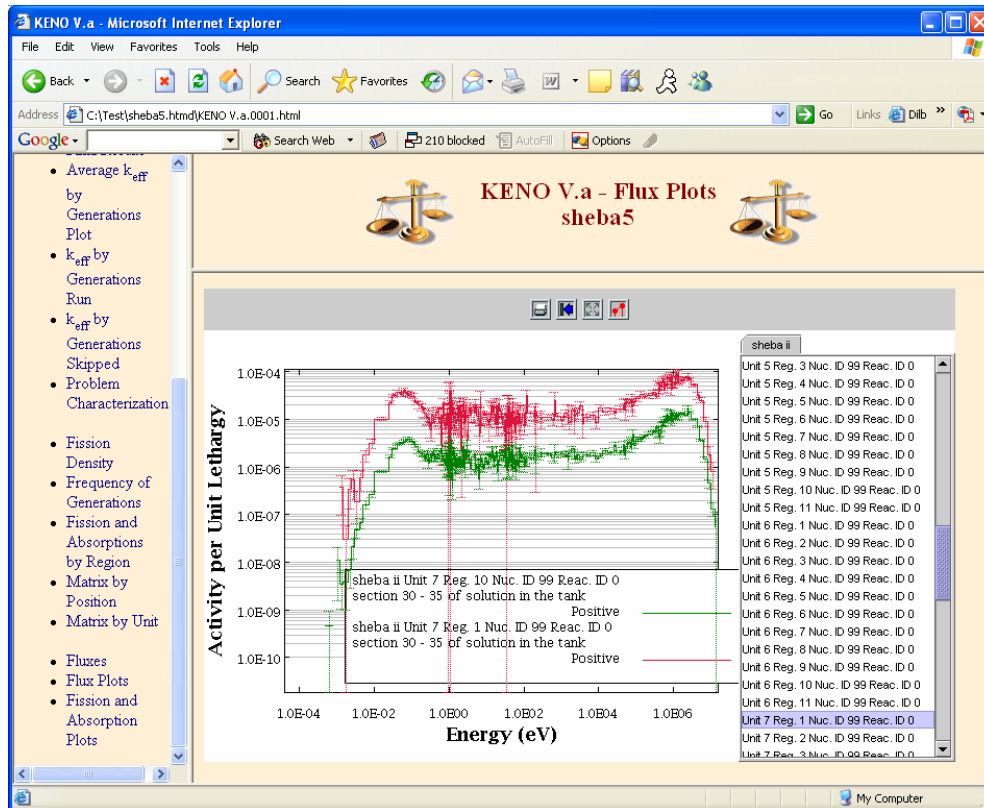 KENO V.a - Microsoft Internet Explorer
File Edit View Favorites Tools Help
Back Search Favorites
Address C:\Test\sheba5.htmd\KENO V.a.0001.html Go Links Dilb »
Google Search Web 210 blocked AutoFill Options
Average keff
by
Generations
Plot
keff by
Generations
Run
keff by
Generations
Skipped
Problem
Characterization
Fission
Density
Frequency of
Generations
Fission and
Absorptions
by Region
Matrix by
Position
Matrix by Unit
Fluxes
Flux Plots
Fission and
Absorption
Plots
KENO V.a - Flux Plots
sheba5
Activity per Unit Lethargy
1.0E-04
1.0E-05
1.0E-06
1.0E-07
1.0E-08
1.0E-09
1.0E-10
sheba ii Unit 7 Reg. 10 Nuc. ID 99 Reac. ID 0
section 30 - 35 of solution in the tank
Positive
sheba ii Unit 7 Reg. 1 Nuc. ID 99 Reac. ID 0
section 30 - 35 of solution in the tank
Positive
1.0E-04 1.0E-02 1.0E00 1.0E02 1.0E04 1.0E06
Energy (eV)
sheba ii
Unit 5 Reg. 3 Nuc. ID 99 Reac. ID 0
Unit 5 Reg. 4 Nuc. ID 99 Reac. ID 0
Unit 5 Reg. 5 Nuc. ID 99 Reac. ID 0
Unit 5 Reg. 6 Nuc. ID 99 Reac. ID 0
Unit 5 Reg. 7 Nuc. ID 99 Reac. ID 0
Unit 5 Reg. 8 Nuc. ID 99 Reac. ID 0
Unit 5 Reg. 9 Nuc. ID 99 Reac. ID 0
Unit 5 Reg. 10 Nuc. ID 99 Reac. ID 0
Unit 5 Reg. 11 Nuc. ID 99 Reac. ID 0
Unit 6 Reg. 1 Nuc. ID 99 Reac. ID 0
Unit 6 Reg. 2 Nuc. ID 99 Reac. ID 0
Unit 6 Reg. 3 Nuc. ID 99 Reac. ID 0
Unit 6 Reg. 4 Nuc. ID 99 Reac. ID 0
Unit 6 Reg. 5 Nuc. ID 99 Reac. ID 0
Unit 6 Reg. 6 Nuc. ID 99 Reac. ID 0
Unit 6 Reg. 7 Nuc. ID 99 Reac. ID 0
Unit 6 Reg. 8 Nuc. ID 99 Reac. ID 0
Unit 6 Reg. 9 Nuc. ID 99 Reac. ID 0
Unit 6 Reg. 10 Nuc. ID 99 Reac. ID 0
Unit 6 Reg. 11 Nuc. ID 99 Reac. ID 0
Unit 7 Reg. 1 Nuc. ID 99 Reac. ID 0
Unit 7 Reg. 2 Nuc. ID 99 Reac. ID 0
Unit 7 Reg. 3 Nuc. ID 99 Reac. ID 0
My Computer